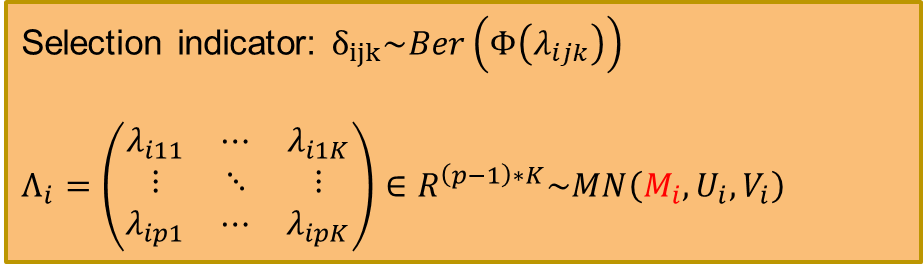 Selection indicator: δ_ijk~Ber(Φ(λ_ijk))
Λ_i = (λ_i11 ⋯ λ_i1K
⋮ ⋱ ⋮
λ_ip1 ⋯ λ_ipK) ∈ R^(p−1)*K~MN(M_i, U_i, V_i)